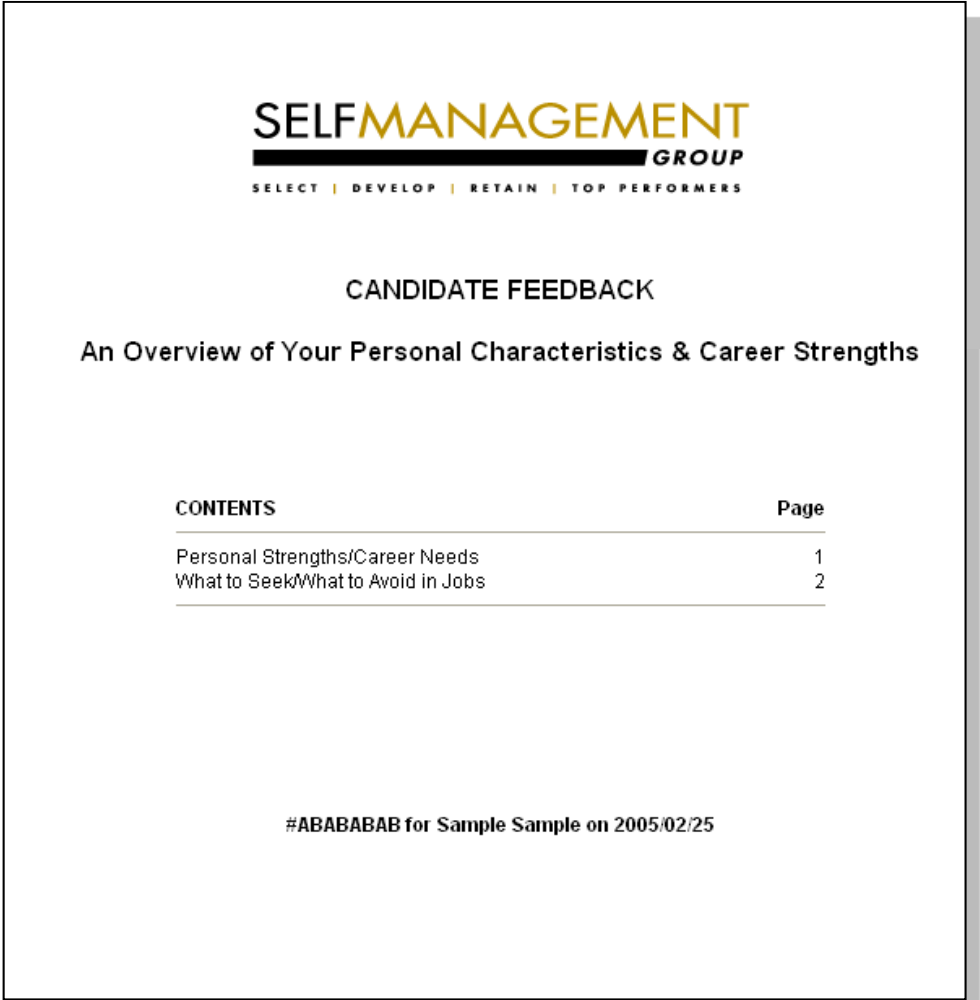 SELFMANAGEMENT
GROUP
SELECT | DEVELOP | RETAIN | TOP PERFORMERS
CANDIDATE FEEDBACK
An Overview of Your Personal Characteristics & Career Strengths
CONTENTS Page
Personal Strengths/Career Needs 1
What to Seek/What to Avoid in Jobs 2
#ABABABAB for Sample Sample on 2005/02/25